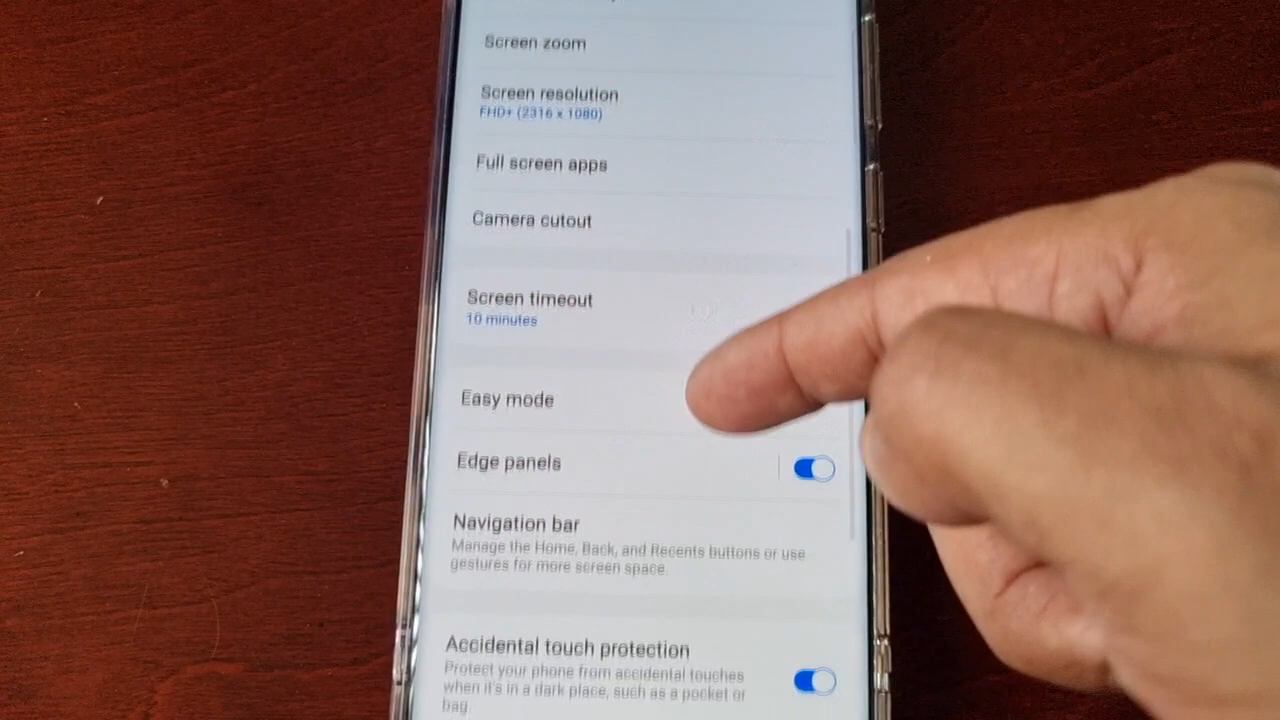 Screen zoom
Screen resolution
FHD+ (2316 x 1080)
Full screen apps
Camera cutout
Screen timeout
10 minutes
Easy mode
Edge panels
Navigation bar
Manage the Home, Back, and Recents buttons or use
gestures for more screen space.
Accidental touch protection
Protect your phone from accidental touches
when it's in a dark place, such as a pocket or
bag.